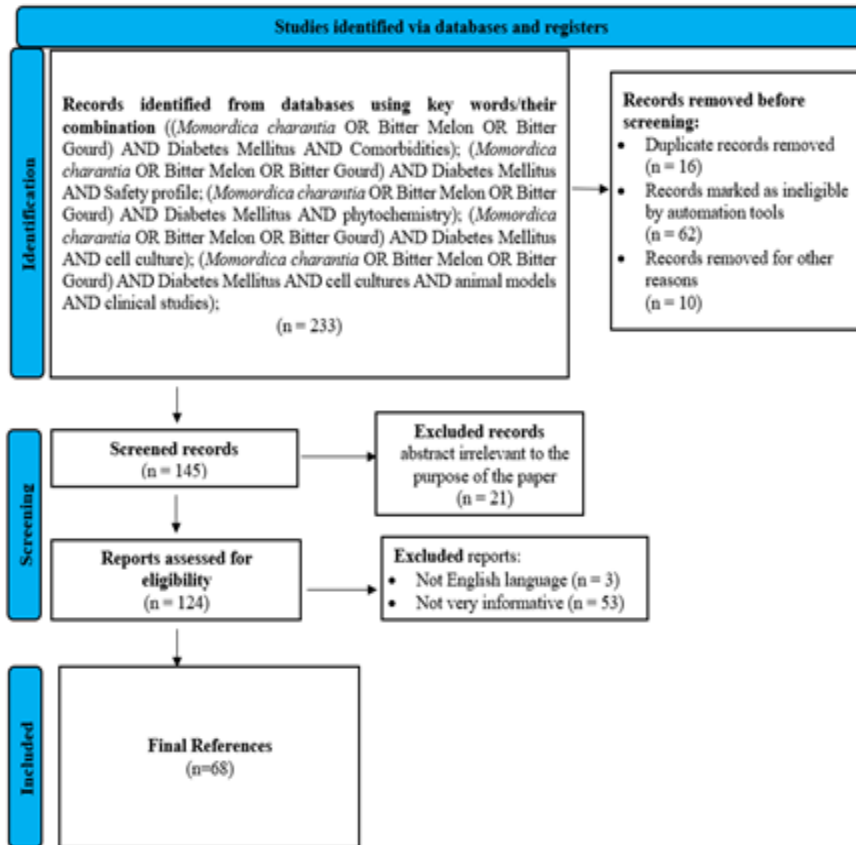 Studies identified via databases and registers
Identification
Records identified from databases using key words/their
combination ((Momordica charantia OR Bitter Melon OR Bitter
Gourd) AND Diabetes Mellitus AND Comorbidities); (Momordica
charantia OR Bitter Melon OR Bitter Gourd) AND Diabetes Mellitus
AND Safety profile; (Momordica charantia OR Bitter Melon OR Bitter
Gourd) AND Diabetes Mellitus AND phytochemistry); (Momordica
charantia OR Bitter Melon OR Bitter Gourd) AND Diabetes Mellitus
AND cell culture); (Momordica charantia OR Bitter Melon OR Bitter
Gourd) AND Diabetes Mellitus AND cell cultures AND animal models
AND clinical studies);
(n = 233)
Records removed before
screening:
• Duplicate records removed
(n = 16)
• Records marked as ineligible
by automation tools
(n = 62)
• Records removed for other
reasons
(n = 10)
Screening
Screened records
(n = 145)
Excluded records
abstract irrelevant to the
purpose of the paper
(n = 21)
Reports assessed for
eligibility
(n = 124)
Excluded reports:
• Not English language (n = 3)
• Not very informative (n = 53)
Included
Final References
(n=68)